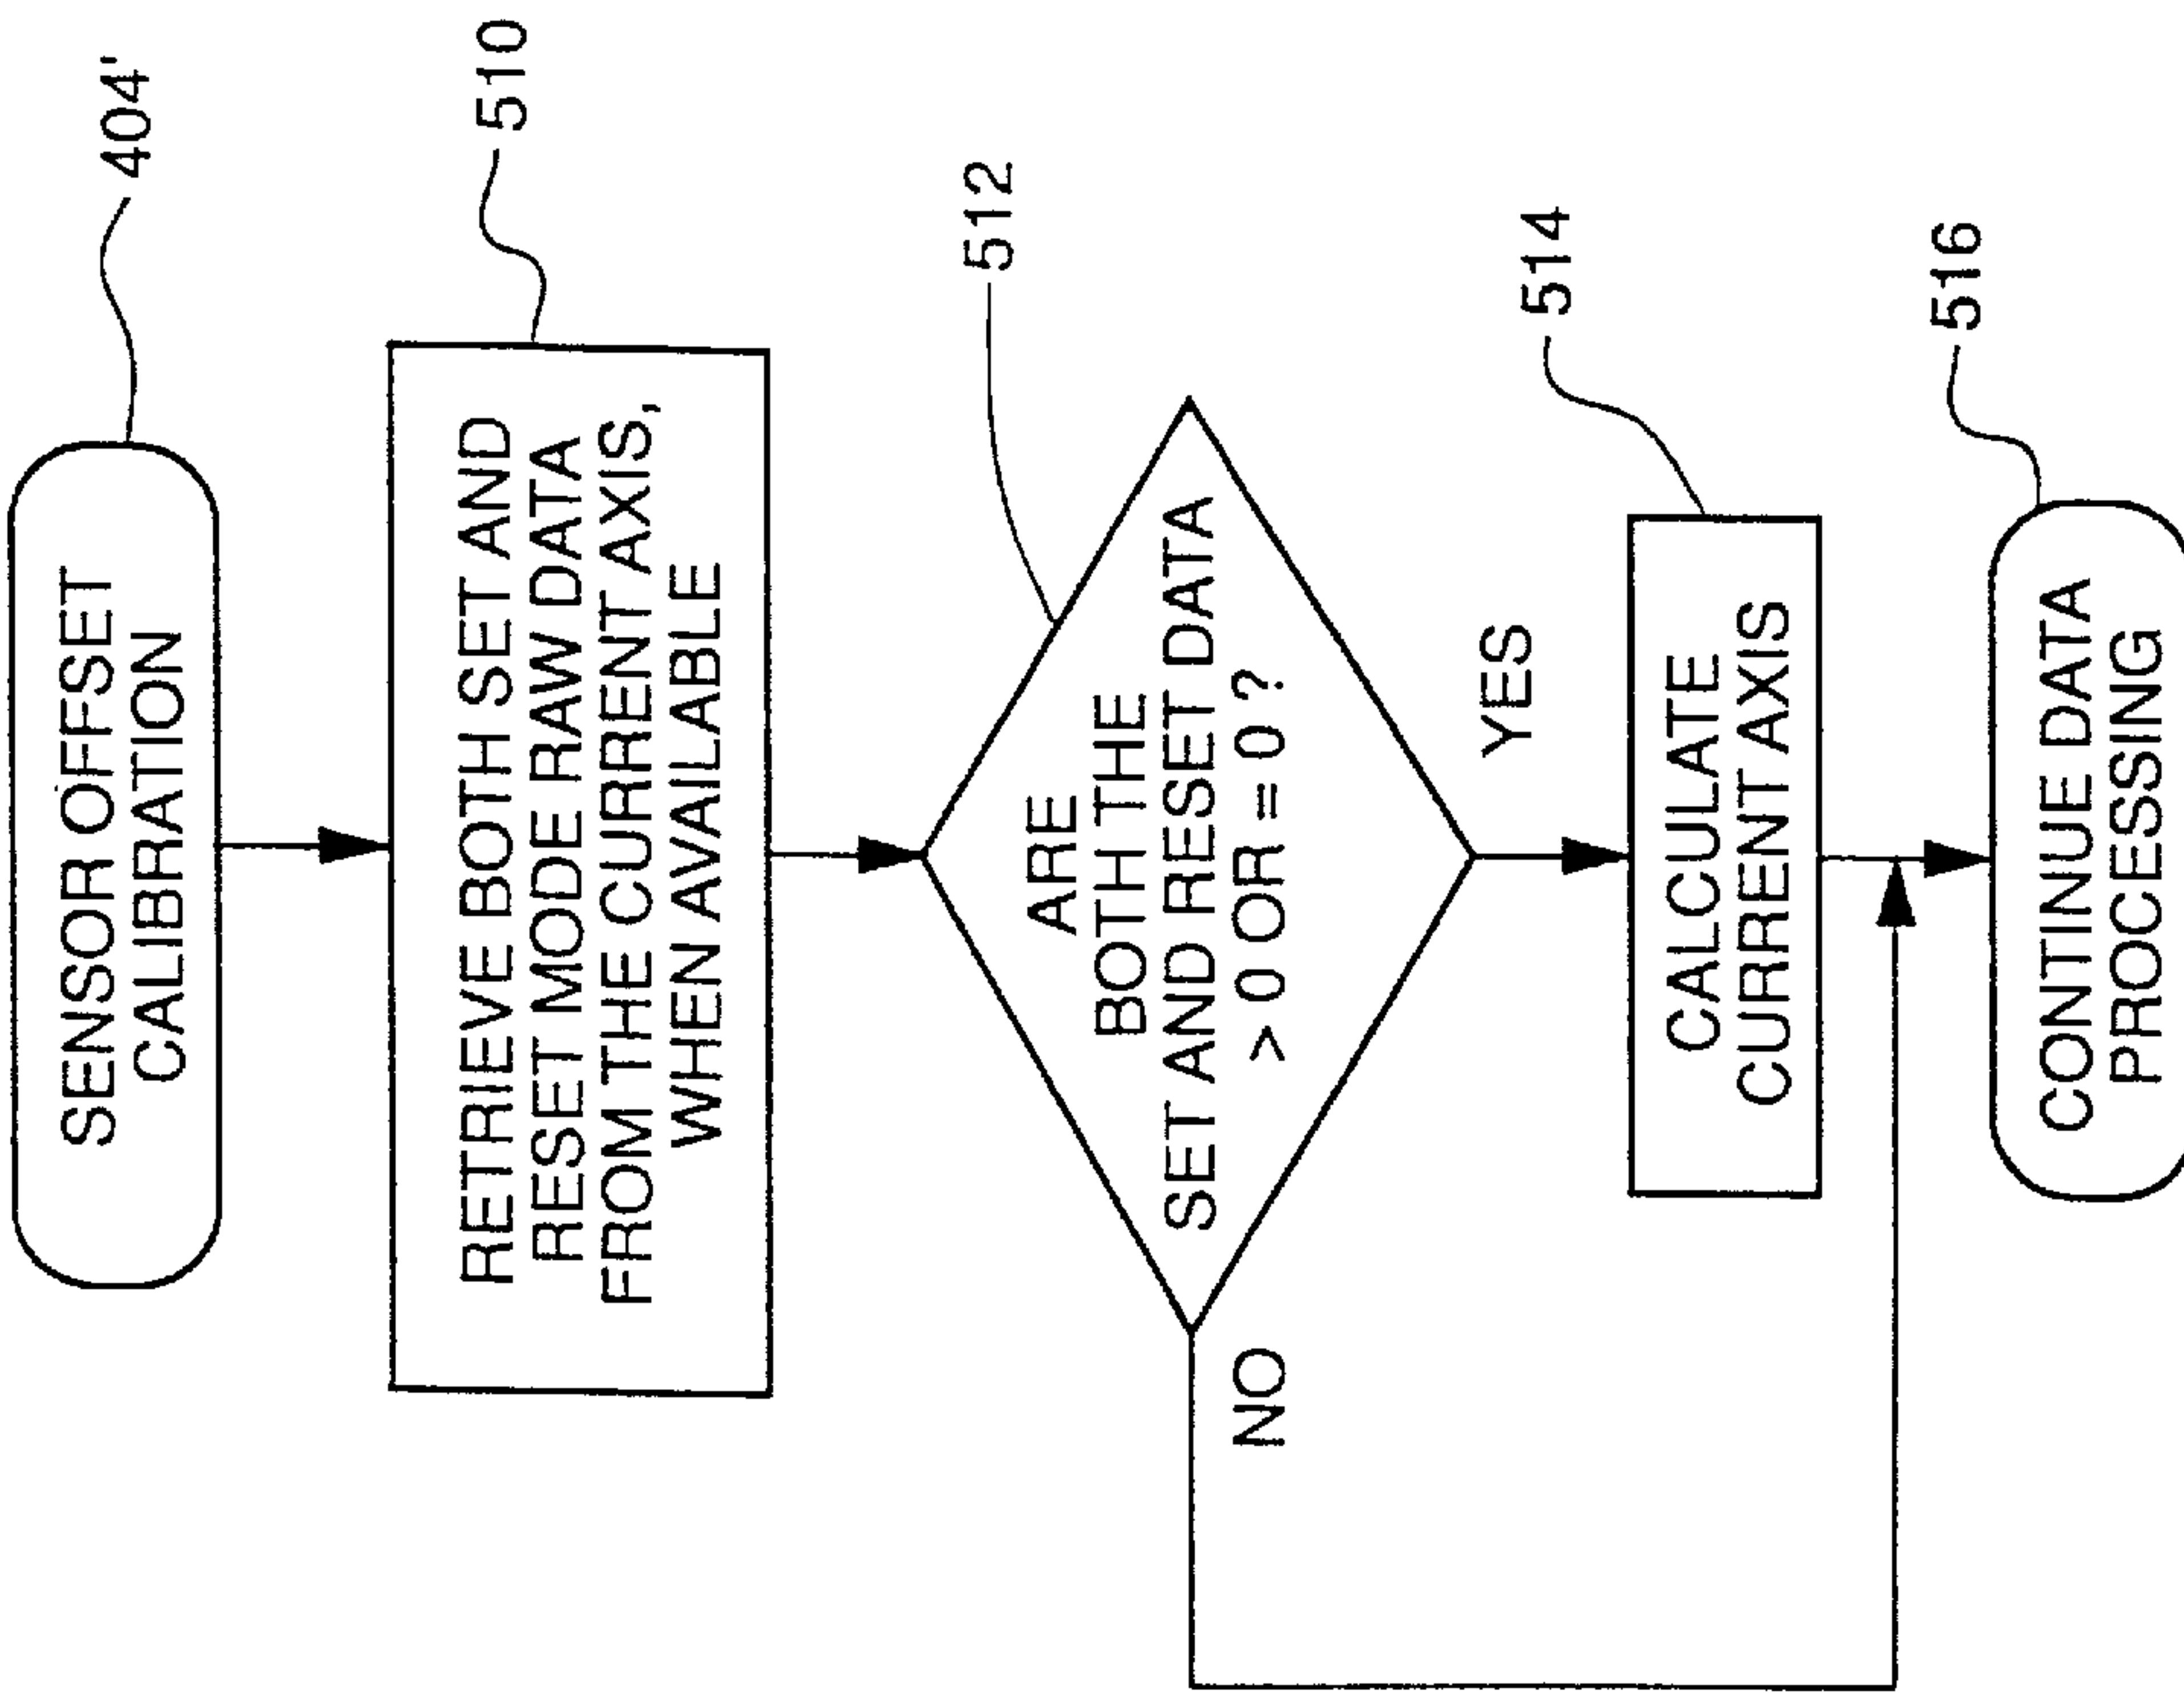 SENSOR OFFSET
CALIBRATION
404'
RETRIEVE BOTH SET AND
RESET MODE RAW DATA
FROM THE CURRENT AXIS,
WHEN AVAILABLE
510
ARE
BOTH THE
SET AND RESET DATA
> 0 OR = 0 ?
512
NO
YES
CALCULATE
CURRENT AXIS
514
CONTINUE DATA
PROCESSING
516